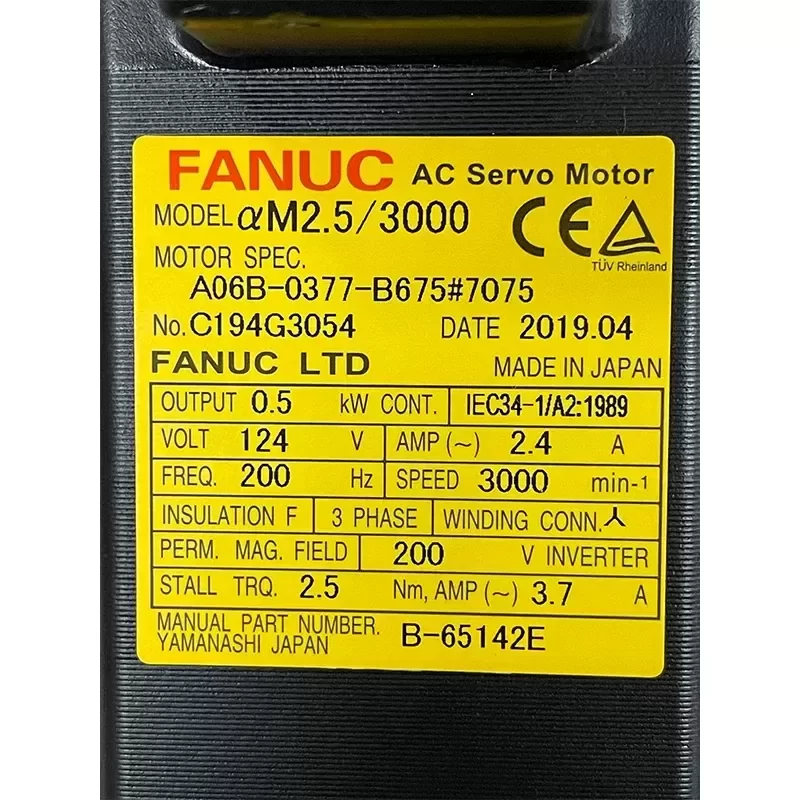 FANUC AC Servo Motor
MODEL αM2.5/3000
CE TÜV Rheinland
MOTOR SPEC.
A06B-0377-B675#7075
No. C194G3054 DATE 2019.04
FANUC LTD MADE IN JAPAN
OUTPUT 0.5 kW CONT. IEC34-1/A2:1989
VOLT 124 V AMP (~) 2.4 A
FREQ. 200 Hz SPEED 3000 min-1
INSULATION F 3 PHASE WINDING CONN. ⅄
PERM. MAG. FIELD 200 V INVERTER
STALL TRQ. 2.5 Nm, AMP (~) 3.7 A
MANUAL PART NUMBER. B-65142E
YAMANASHI JAPAN